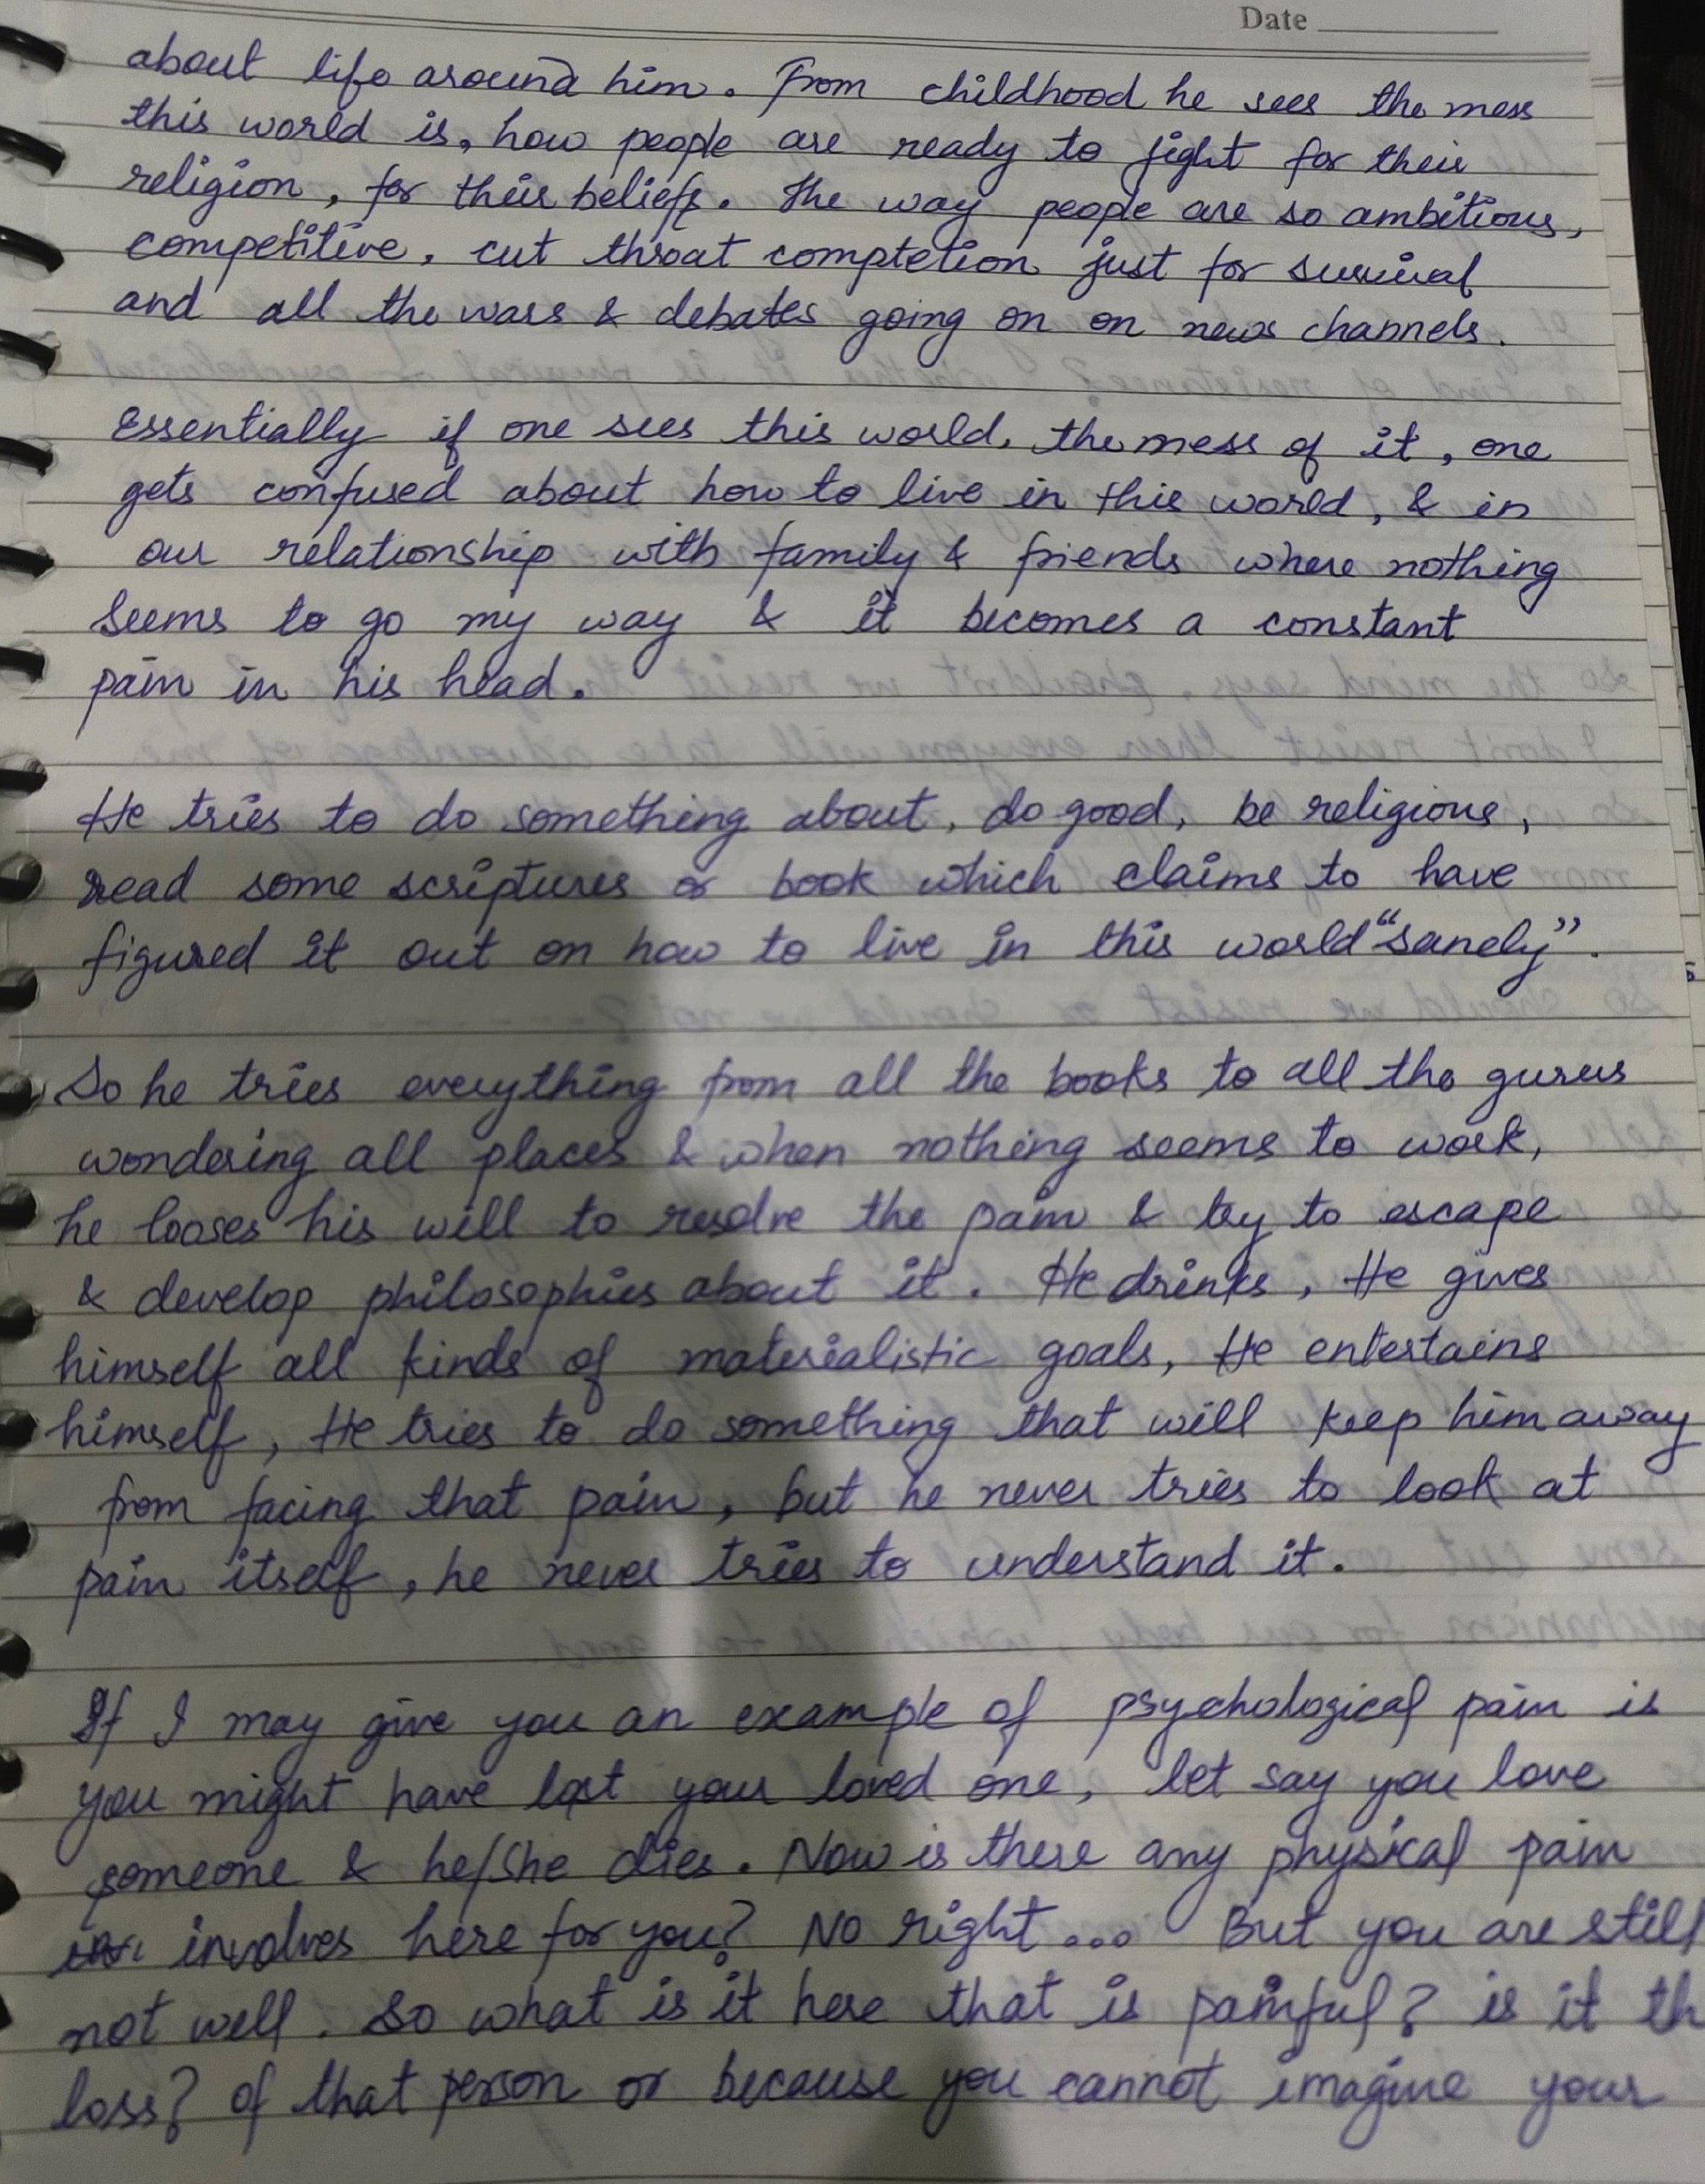 Date
about life around him. From childhood he sees the mess
this world is, how people are ready to fight for their
religion, for their beliefs. The way people are so ambitious,
competitive, cut throat comptetion just for survival
and all the wars & debates going on on news channels.
Essentially if one sees this world, the mess of it, one
gets confused about how to live in this world, & in
our relationship with family & friends where nothing
seems to go my way & it becomes a constant
pain in his head.
He tries to do something about, do good, be religious,
read some scriptures or book which claims to have
figured it out on how to live in this world "sanely".
So he tries everything from all the books to all the gurus
wondering all places & when nothing seems to work,
he looses his will to resolve the pain & try to escape
& develop philosophies about it. He drinks, He gives
himself all kinds of materialistic goals, He entertains
himself, He tries to do something that will keep him away
from facing that pain, but he never tries to look at
pain itself, he never tries to understand it.
If I may give you an example of psychological pain is
you might have lost your loved one, let say you love
someone & he/she dies. Now is there any physical pain
involves here for you? No right... But you are still
not well. So what is it here that is painful? is it th
loss? of that person or because you cannot imagine your